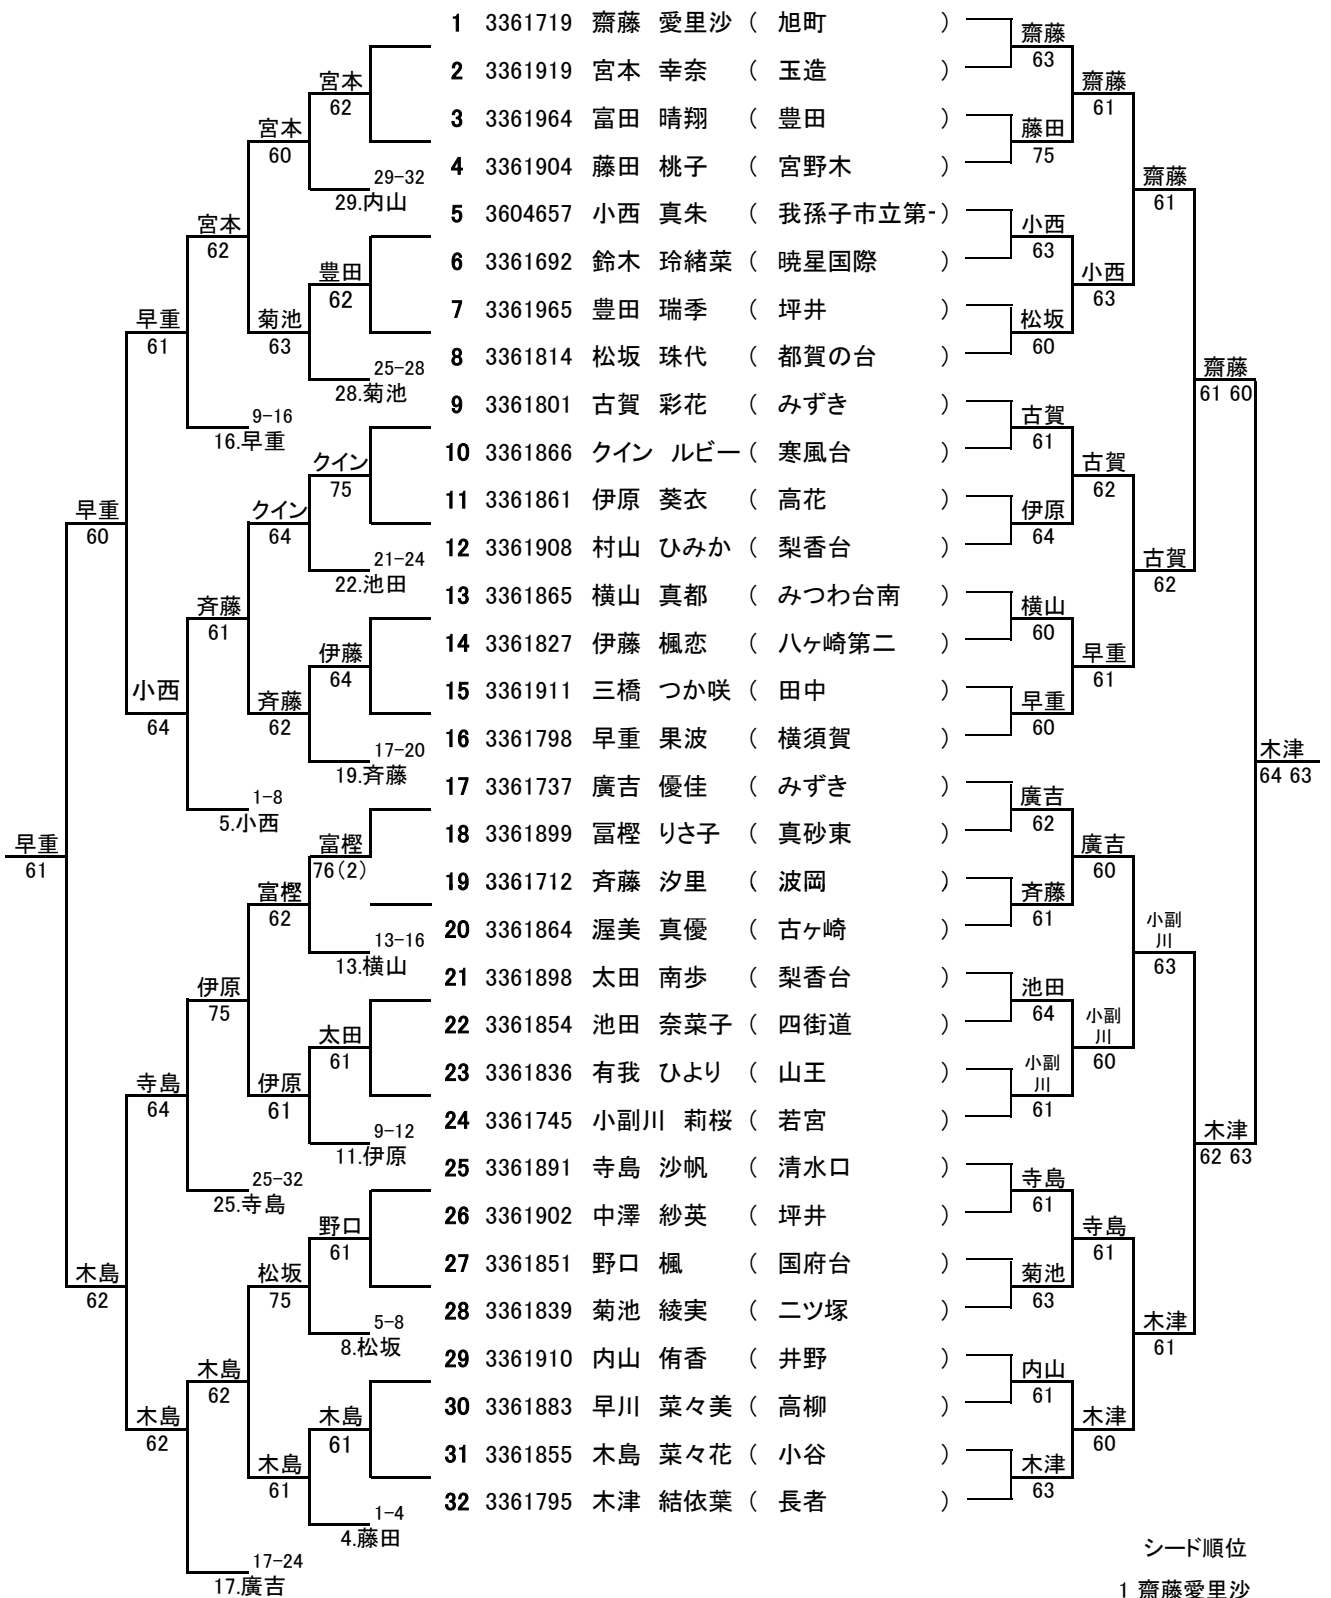 1 3361719 齋藤 愛里沙 ( 旭町 )
2 3361919 宮本 幸奈 ( 玉造 )
3 3361964 富田 晴翔 ( 豊田 )
4 3361904 藤田 桃子 ( 宮野木 )
5 3604657 小西 真朱 ( 我孫子市立第- )
6 3361692 鈴木 玲緒菜 ( 暁星国際 )
7 3361965 豊田 瑞季 ( 坪井 )
8 3361814 松坂 珠代 ( 都賀の台 )
9 3361801 古賀 彩花 ( みずき )
10 3361866 クイン ルビー ( 寒風台 )
11 3361861 伊原 葵衣 ( 高花 )
12 3361908 村山 ひみか ( 梨香台 )
13 3361865 横山 真都 ( みつわ台南 )
14 3361827 伊藤 楓恋 ( 八ヶ崎第二 )
15 3361911 三橋 つか咲 ( 田中 )
16 3361798 早重 果波 ( 横須賀 )
17 3361737 廣吉 優佳 ( みずき )
18 3361899 冨樫 りさ子 ( 真砂東 )
19 3361712 斉藤 汐里 ( 波岡 )
20 3361864 渥美 真優 ( 古ヶ崎 )
21 3361898 太田 南歩 ( 梨香台 )
22 3361854 池田 奈菜子 ( 四街道 )
23 3361836 有我 ひより ( 山王 )
24 3361745 小副川 莉桜 ( 若宮 )
25 3361891 寺島 沙帆 ( 清水口 )
26 3361902 中澤 紗英 ( 坪井 )
27 3361851 野口 楓 ( 国府台 )
28 3361839 菊池 綾実 ( 二ツ塚 )
29 3361910 内山 侑香 ( 井野 )
30 3361883 早川 菜々美 ( 高柳 )
31 3361855 木島 菜々花 ( 小谷 )
32 3361795 木津 結依葉 ( 長者 )
宮本
62
29-32
29.内山
豊田
62
25-28
28.菊池
クイン
75
21-24
22.池田
伊藤
64
17-20
19.斉藤
富樫
76(2)
13-16
13.横山
太田
61
9-12
11.伊原
野口
61
5-8
8.松坂
木島
61
1-4
4.藤田
宮本
60
菊池
63
クイン
64
斉藤
62
富樫
62
伊原
61
松坂
75
木島
61
宮本
62
9-16
16.早重
斉藤
61
1-8
5.小西
伊原
75
25-32
25.寺島
木島
62
17-24
17.廣吉
早重
61
小西
64
寺島
64
木島
62
早重
60
木島
62
早重
61
齋藤
63
藤田
75
小西
63
松坂
60
古賀
61
伊原
64
横山
60
早重
60
廣吉
62
斉藤
61
池田
64
小副
川
61
寺島
61
菊池
63
内山
61
木津
63
齋藤
61
小西
63
古賀
62
早重
61
廣吉
60
小副
川
60
寺島
61
木津
60
齋藤
61
古賀
62
小副
川
63
木津
61
齋藤
61 60
木津
62 63
木津
64 63
シード順位
1 齋藤愛里沙